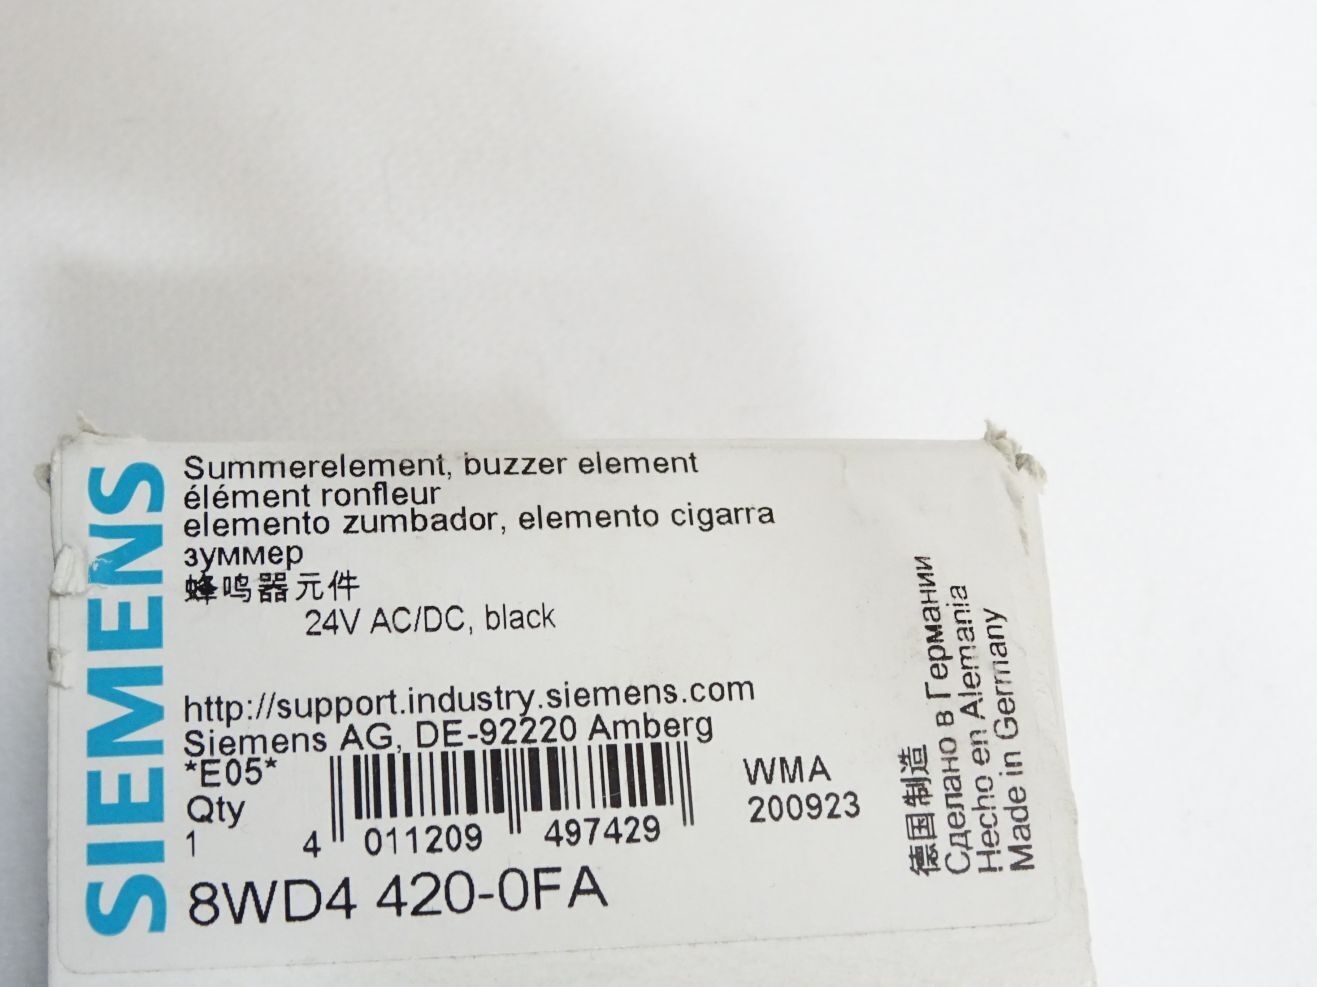 SIEMENS
Summerelement, buzzer element
élément ronfleur
elemento zumbador, elemento cigarra
зуммер
蜂鸣器元件
24V AC/DC, black
http://support.industry.siemens.com
Siemens AG, DE-92220 Amberg
*E05*
Qty
1
4 011209 497429
WMA
200923
8WD4 420-0FA
德国制造
Сделано в Германии
Hecho en Alemania
Made in Germany